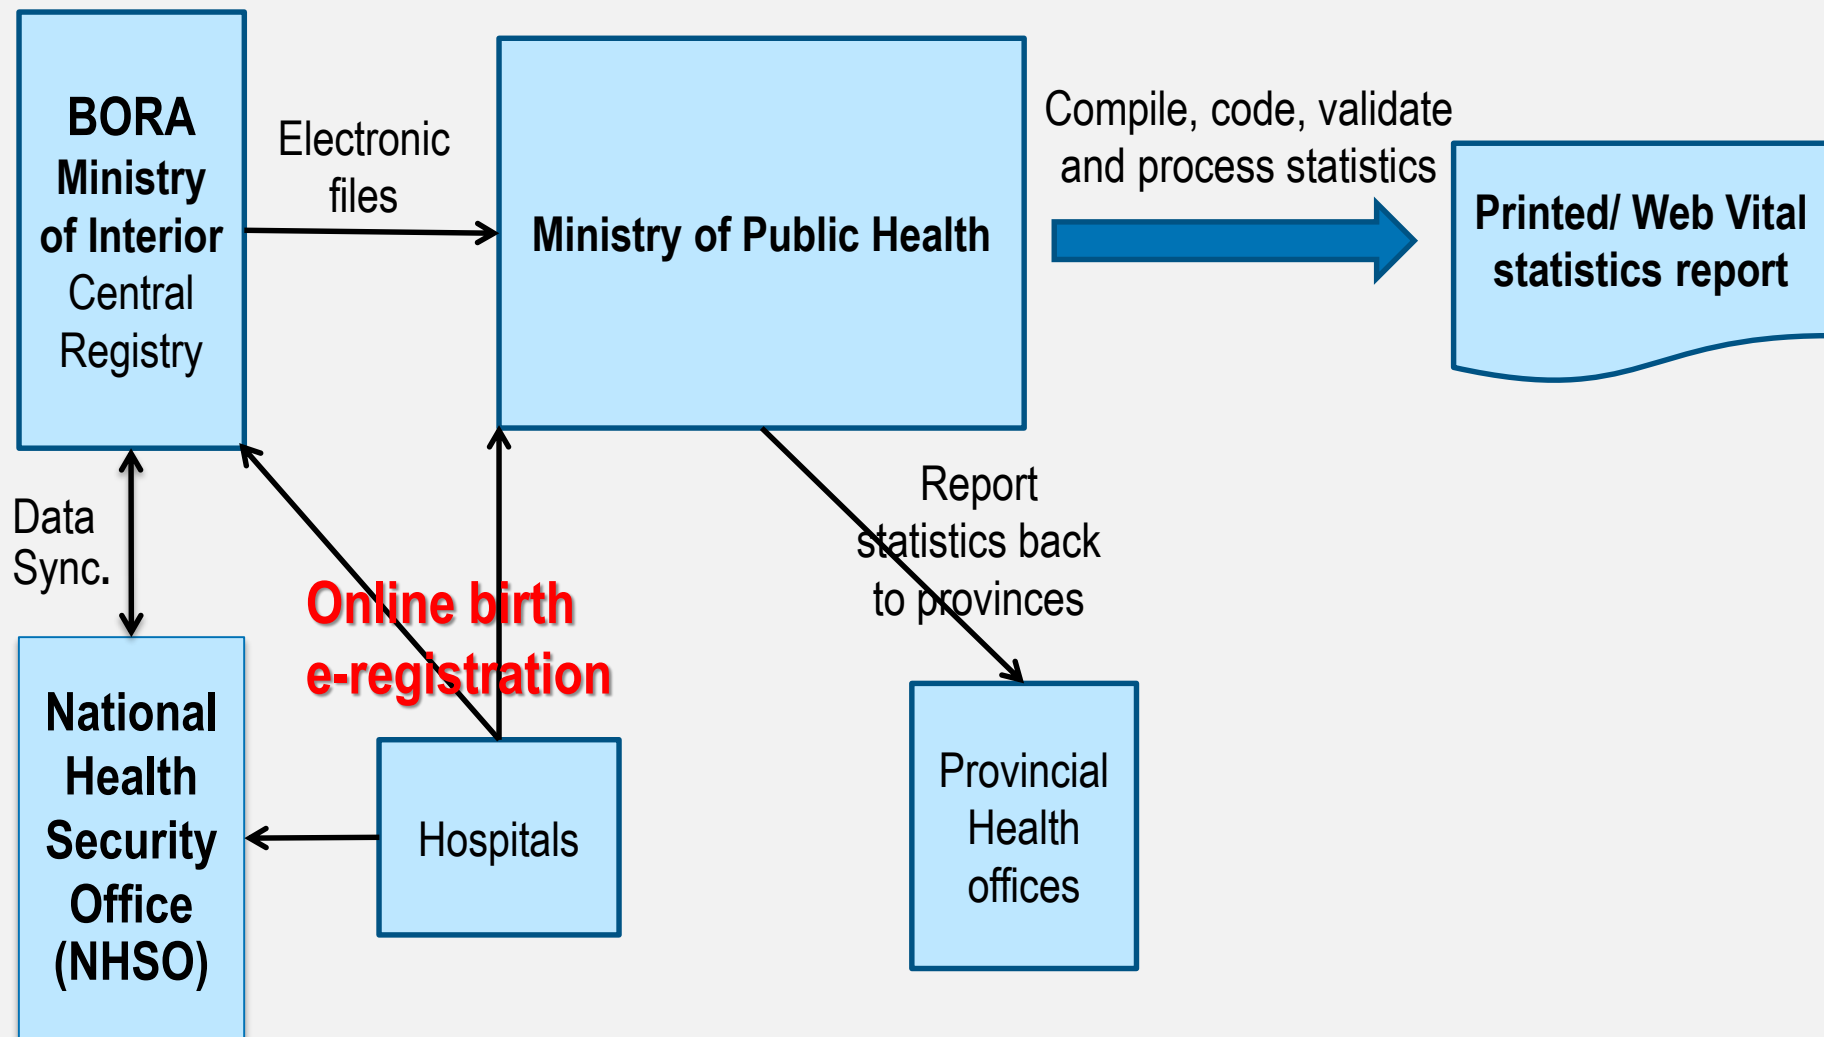 BORA
Ministry
of Interior
Central
Registry
Electronic
files
Ministry of Public Health
Compile, code, validate
and process statistics
Printed/ Web Vital
statistics report
Data
Sync.
Online birth
e-registration
Report
statistics back
to provinces
National
Health
Security
Office
(NHSO)
Hospitals
Provincial
Health
offices